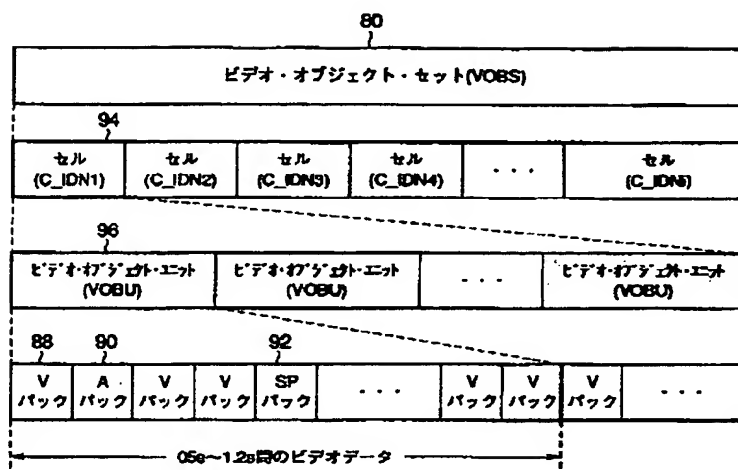 80
ビデオ・オブジェクト・セット(VOBS)
94
セル セル セル セル ・・・ セル
(C_IDN1) (C_IDN2) (C_IDN3) (C_IDN4) (C_IDNi)
96
ビデオ・オブジェクト・ユニット ビデオ・オブジェクト・ユニット ・・・ ビデオ・オブジェクト・ユニット
(VOBU) (VOBU) (VOBU)
88 90 92
V A V V SP ・・・ V V V ・・・
パック パック パック パック パック パック パック パック
05s～1.2s間のビデオデータ